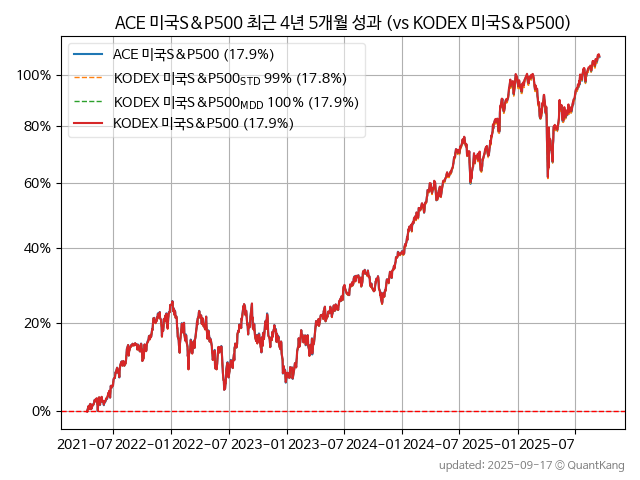 ACE 미국S&P500 최근 4년 5개월 성과 (vs KODEX 미국S&P500)
ACE 미국S&P500 (17.9%)
KODEX 미국S&P500STD 99% (17.8%)
KODEX 미국S&P500MDD 100% (17.9%)
KODEX 미국S&P500 (17.9%)
100%
80%
60%
40%
20%
0%
2021-07 2022-01 2022-07 2023-01 2023-07 2024-01 2024-07 2025-01 2025-07
updated: 2025-09-17 © QuantKang